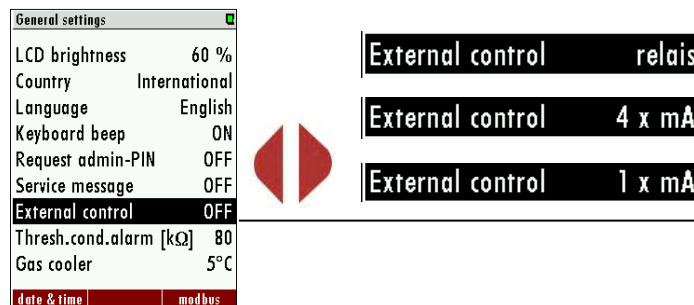 General settings
LCD brightness 60 %
Country International
Language English
Keyboard beep ON
Request admin-PIN OFF
Service message OFF
External control OFF
Thresh.cond.alarm [kΩ] 80
Gas cooler 5°C
date & time modbus
External control relais
External control 4 x mA
External control 1 x mA